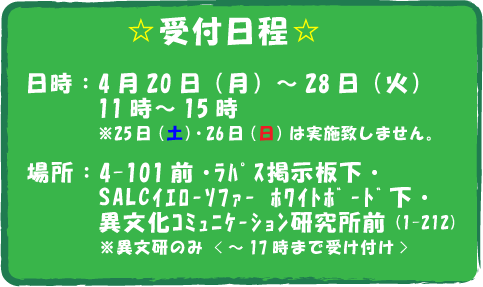 ☆受付日程☆
日時：4月20日（月）～28日（火）
11時～15時
※25日（土）・26日（日）は実施致しません。
場所：4-101前・ﾗﾊﾟｽ掲示板下・
SALCｲｴﾛｰｿﾌｧｰ ﾎﾜｲﾄﾎﾞｰﾄﾞ下・
異文化ｺﾐｭﾆｹｰｼｮﾝ研究所前（1-212）
※異文研のみ＜～17時まで受け付け＞